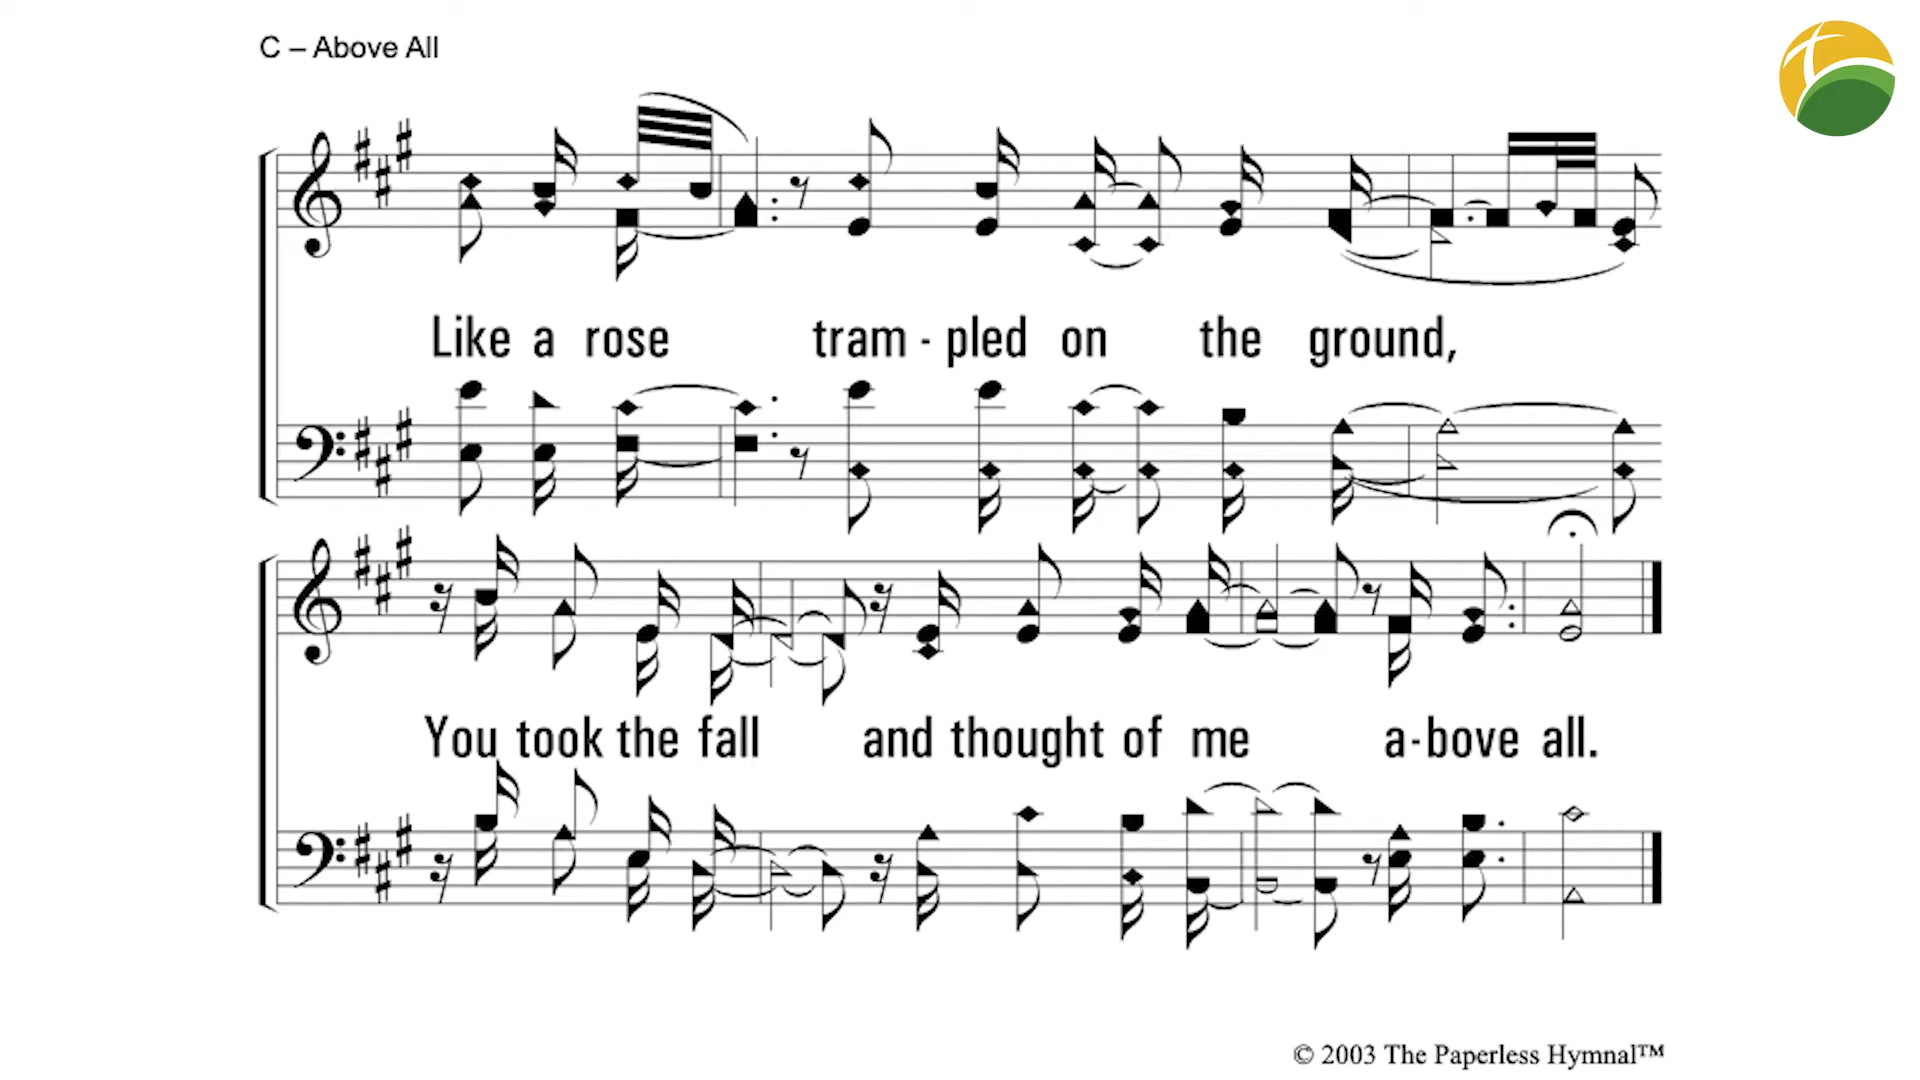 C – Above All
Like a rose tram - pled on the ground,
You took the fall and thought of me a-bove all.
© 2003 The Paperless Hymnal™